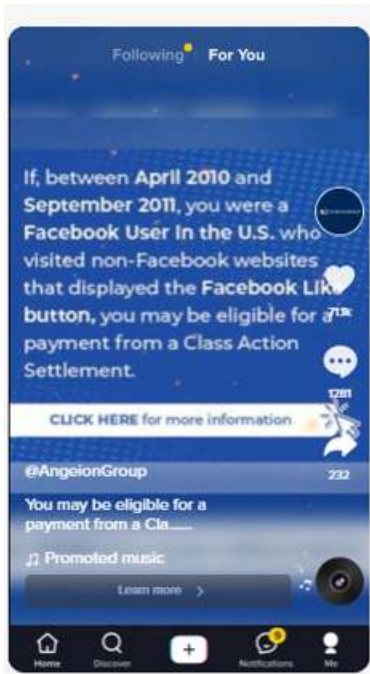 Following For You
If, between April 2010 and
September 2011, you were a
Facebook User in the U.S. who
visited non-Facebook websites
that displayed the Facebook Like
button, you may be eligible for a
payment from a Class Action
Settlement.
CLICK HERE for more information
1281
232
@AngeionGroup
You may be eligible for a
payment from a Cla......
♫ Promoted music
Learn more >
Home Discover Notifications Me